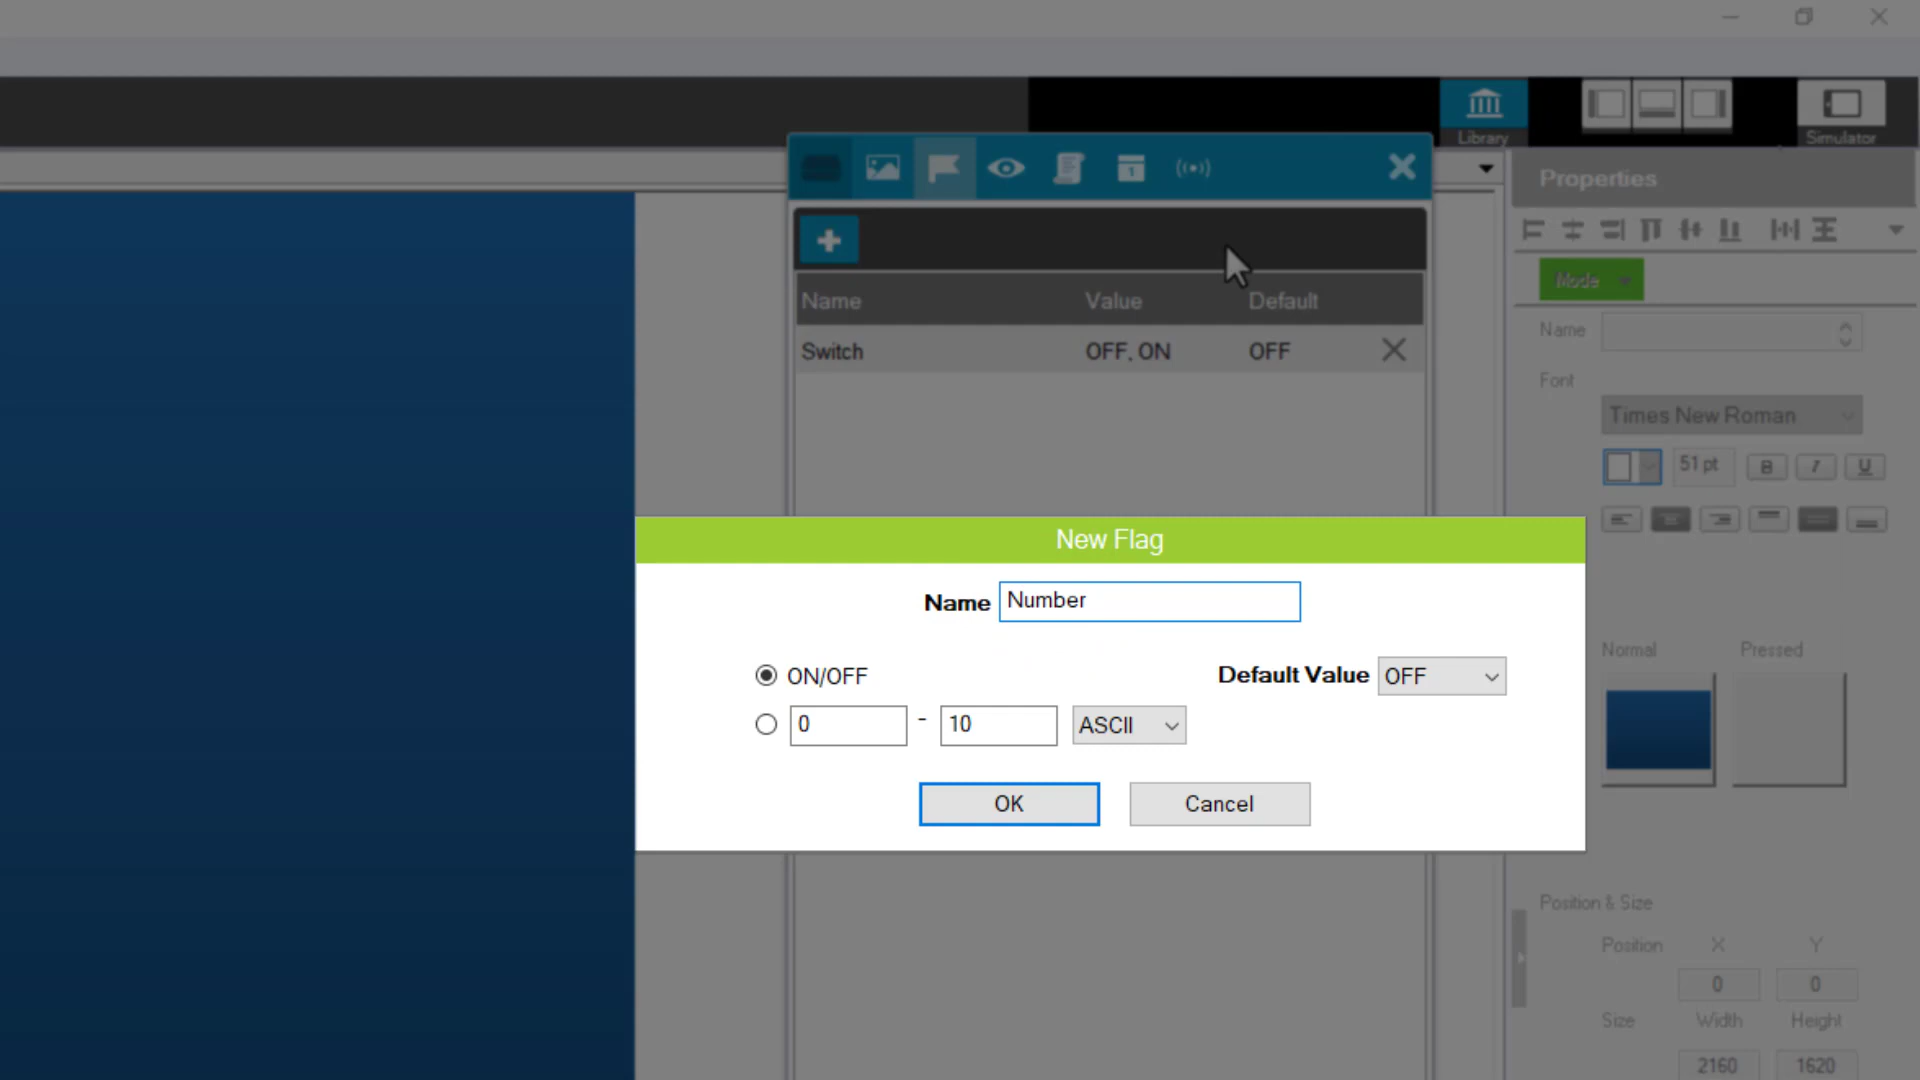 Library
Simulator
Properties
Mode
Name Value Default
Switch OFF, ON OFF
Name
Font
Times New Roman
51 pt B I U
New Flag
Name Number
ON/OFF Default Value OFF
0 - 10 ASCII
OK Cancel
Normal Pressed
Position & Size
Position X Y
0 0
Size Width Height
2160 1620